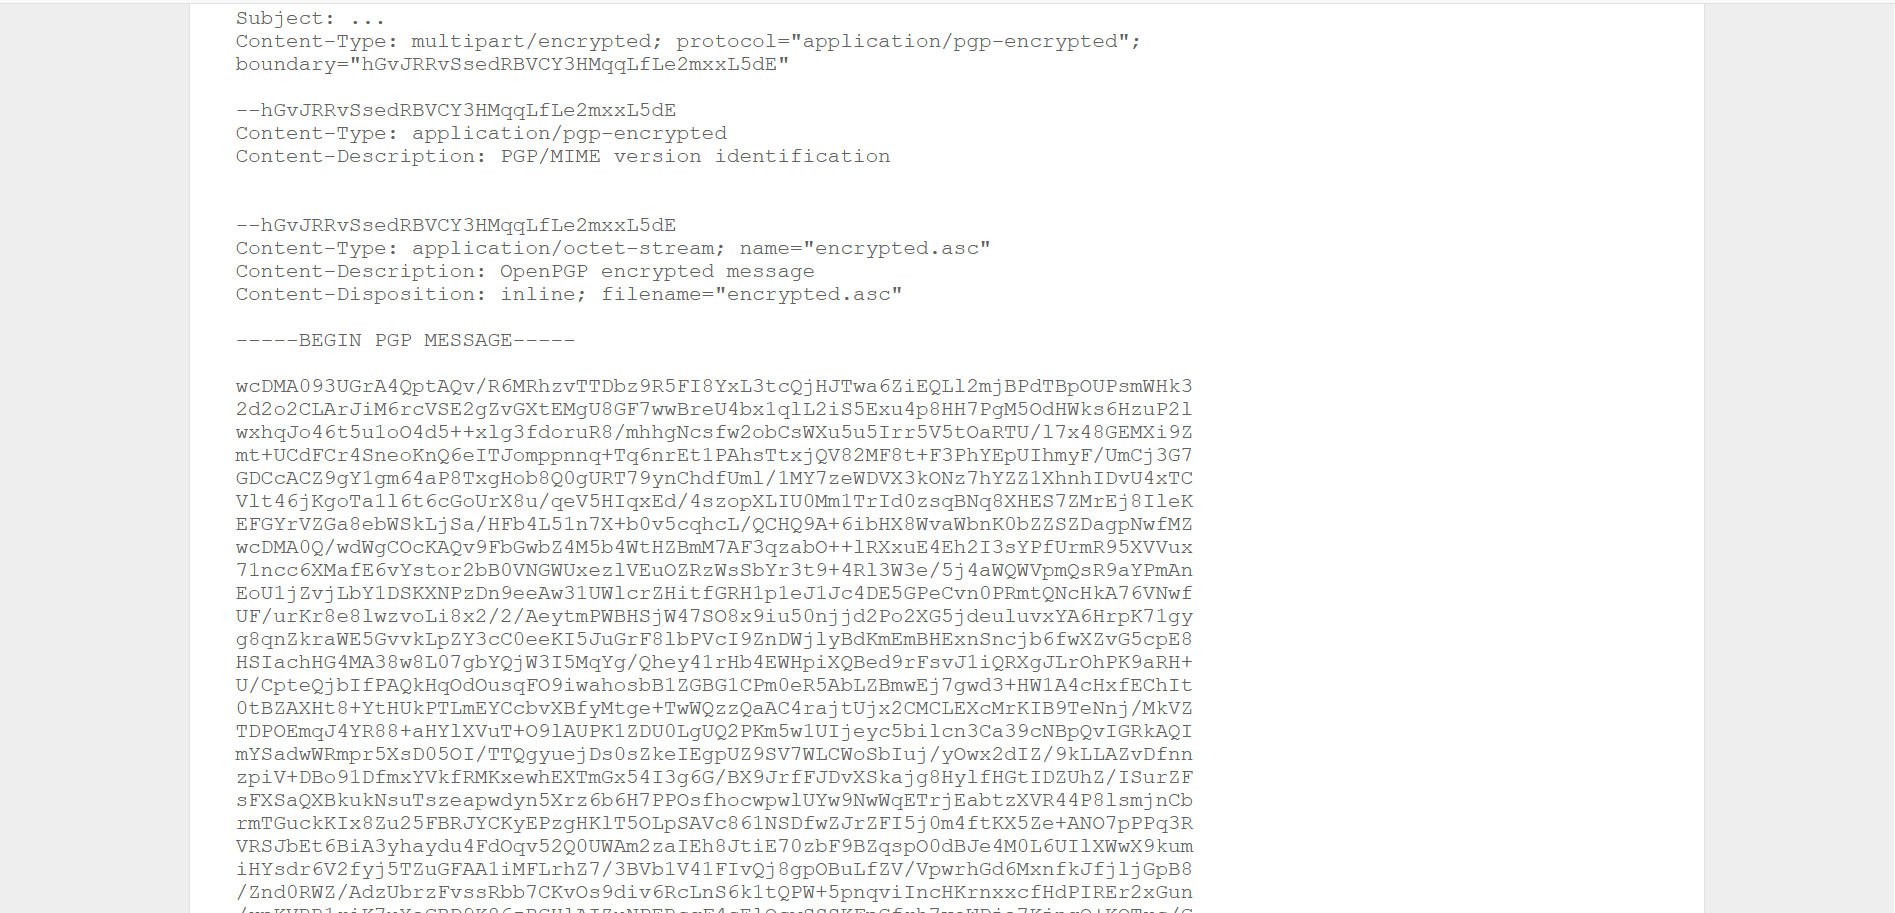 Subject: ...
Content-Type: multipart/encrypted; protocol="application/pgp-encrypted";
boundary="hGvJRRvSsedRBVCY3HMqqLfLe2mxxL5dE"
--hGvJRRvSsedRBVCY3HMqqLfLe2mxxL5dE
Content-Type: application/pgp-encrypted
Content-Description: PGP/MIME version identification
--hGvJRRvSsedRBVCY3HMqqLfLe2mxxL5dE
Content-Type: application/octet-stream; name="encrypted.asc"
Content-Description: OpenPGP encrypted message
Content-Disposition: inline; filename="encrypted.asc"
-----BEGIN PGP MESSAGE-----
wcDMA093UGrA4QptAQv/R6MRhzvTTDbz9R5FI8YxL3tcQjHJTwa6ZiEQLl2mjBPdTBpOUPsmWHk3
2d2o2CLArJiM6rcVSE2gZvGXtEMgU8GF7wwBreU4bx1qlL2iS5Exu4p8HH7PgM5OdHWks6HzuP2l
wxhqJo46t5u1oO4d5++xlg3fdoruR8/mhhgNcsfw2obCsWXu5u5Irr5V5tOaRTU/l7x48GEMXi9Z
mt+UCdFCr4SneoKnQ6eITJomppnnq+Tq6nrEt1PAhsTtxjQV82MF8t+F3PhYEpUIhmyF/UmCj3G7
GDCcACZ9gY1gm64aP8TxgHob8Q0gURT79ynChdfUml/1MY7zeWDVX3kONz7hYZZ1XhnhIDvU4xTC
Vlt46jKgoTa1l6t6cGoUrX8u/qeV5HIqxEd/4szopXLIU0Mm1TrId0zsqBNq8XHES7ZMrEj8IleK
EFGYrVZGa8ebWSkLjSa/HFb4L51n7X+b0v5cqhcL/QCHQ9A+6ibHX8WvaWbnK0bZZSZDagpNwfMZ
wcDMA0Q/wdWgCOcKAQv9FbGwbZ4M5b4WtHZBmM7AF3qzabO++lRXxuE4Eh2I3sYPfUrmR95XVVux
71ncc6XMafE6vYstor2bB0VNGWUxezlVEuOZRzWsSbYr3t9+4Rl3W3e/5j4aWQWVpmQsR9aYPmAn
EoU1jZvjLbY1DSKXNPzDn9eeAw31UWlcrZHitfGRH1p1eJ1Jc4DE5GPeCvn0PRmtQNcHkA76VNwf
UF/urKr8e8lwzvoLi8x2/2/AeytmPWBHSjW47SO8x9iu50njjd2Po2XG5jdeuluvxYA6HrpK71gy
g8qnZkraWE5GvvkLpZY3cC0eeKI5JuGrF8lbPVcI9ZnDWjlyBdKmEmBHExnSncjb6fwXZvG5cpE8
HSIachHG4MA38w8L07gbYQjW3I5MqYg/Qhey41rHb4EWHpiXQBed9rFsvJ1iQRXgJLrOhPK9aRH+
U/CpteQjbIfPAQkHqOdOusqFO9iwahosbB1ZGBG1CPm0eR5AbLZBmwEj7gwd3+HW1A4cHxfEChIt
0tBZAXHt8+YtHUkPTLmEYCcbvXBfyMtge+TwWQzzQaAC4rajtUjx2CMCLEXcMrKIB9TeNnj/MkVZ
TDPOEmqJ4YR88+aHYlXVuT+O9lAUPK1ZDU0LgUQ2PKm5w1UIjeyc5bilcn3Ca39cNBpQvIGRkAQI
mYSadwWRmpr5XsD05OI/TTQgyuejDs0sZkeIEgpUZ9SV7WLCWoSbIuj/yOwx2dIZ/9kLLAZvDfnn
zpiV+DBo91DfmxYVkfRMKxewhEXTmGx54I3g6G/BX9JrfFJDvXSkajg8HylfHGtIDZUhZ/ISurZF
sFXSaQXBkukNsuTszeapwdyn5Xrz6b6H7PPOsfhocwpwlUYw9NwWqETrjEabtzXVR44P8lsmjnCb
rmTGuckKIx8Zu25FBRJYCKyEPzgHKlT5OLpSAVc861NSDfwZJrZFI5j0m4ftKX5Ze+ANO7pPPq3R
VRSJbEt6BiA3yhaydu4FdOqv52Q0UWAm2zaIEh8JtiE70zbF9BZqspO0dBJe4M0L6UIlXWwX9kum
iHYsdr6V2fyj5TZuGFAA1iMFLrhZ7/3BVb1V41FIvQj8gpOBuLfZV/VpwrhGd6MxnfkJfjljGpB8
/Znd0RWZ/AdzUbrzFvssRbb7CKvOs9div6RcLnS6k1tQPW+5pnqviIncHKrnxxcfHdPIREr2xGun